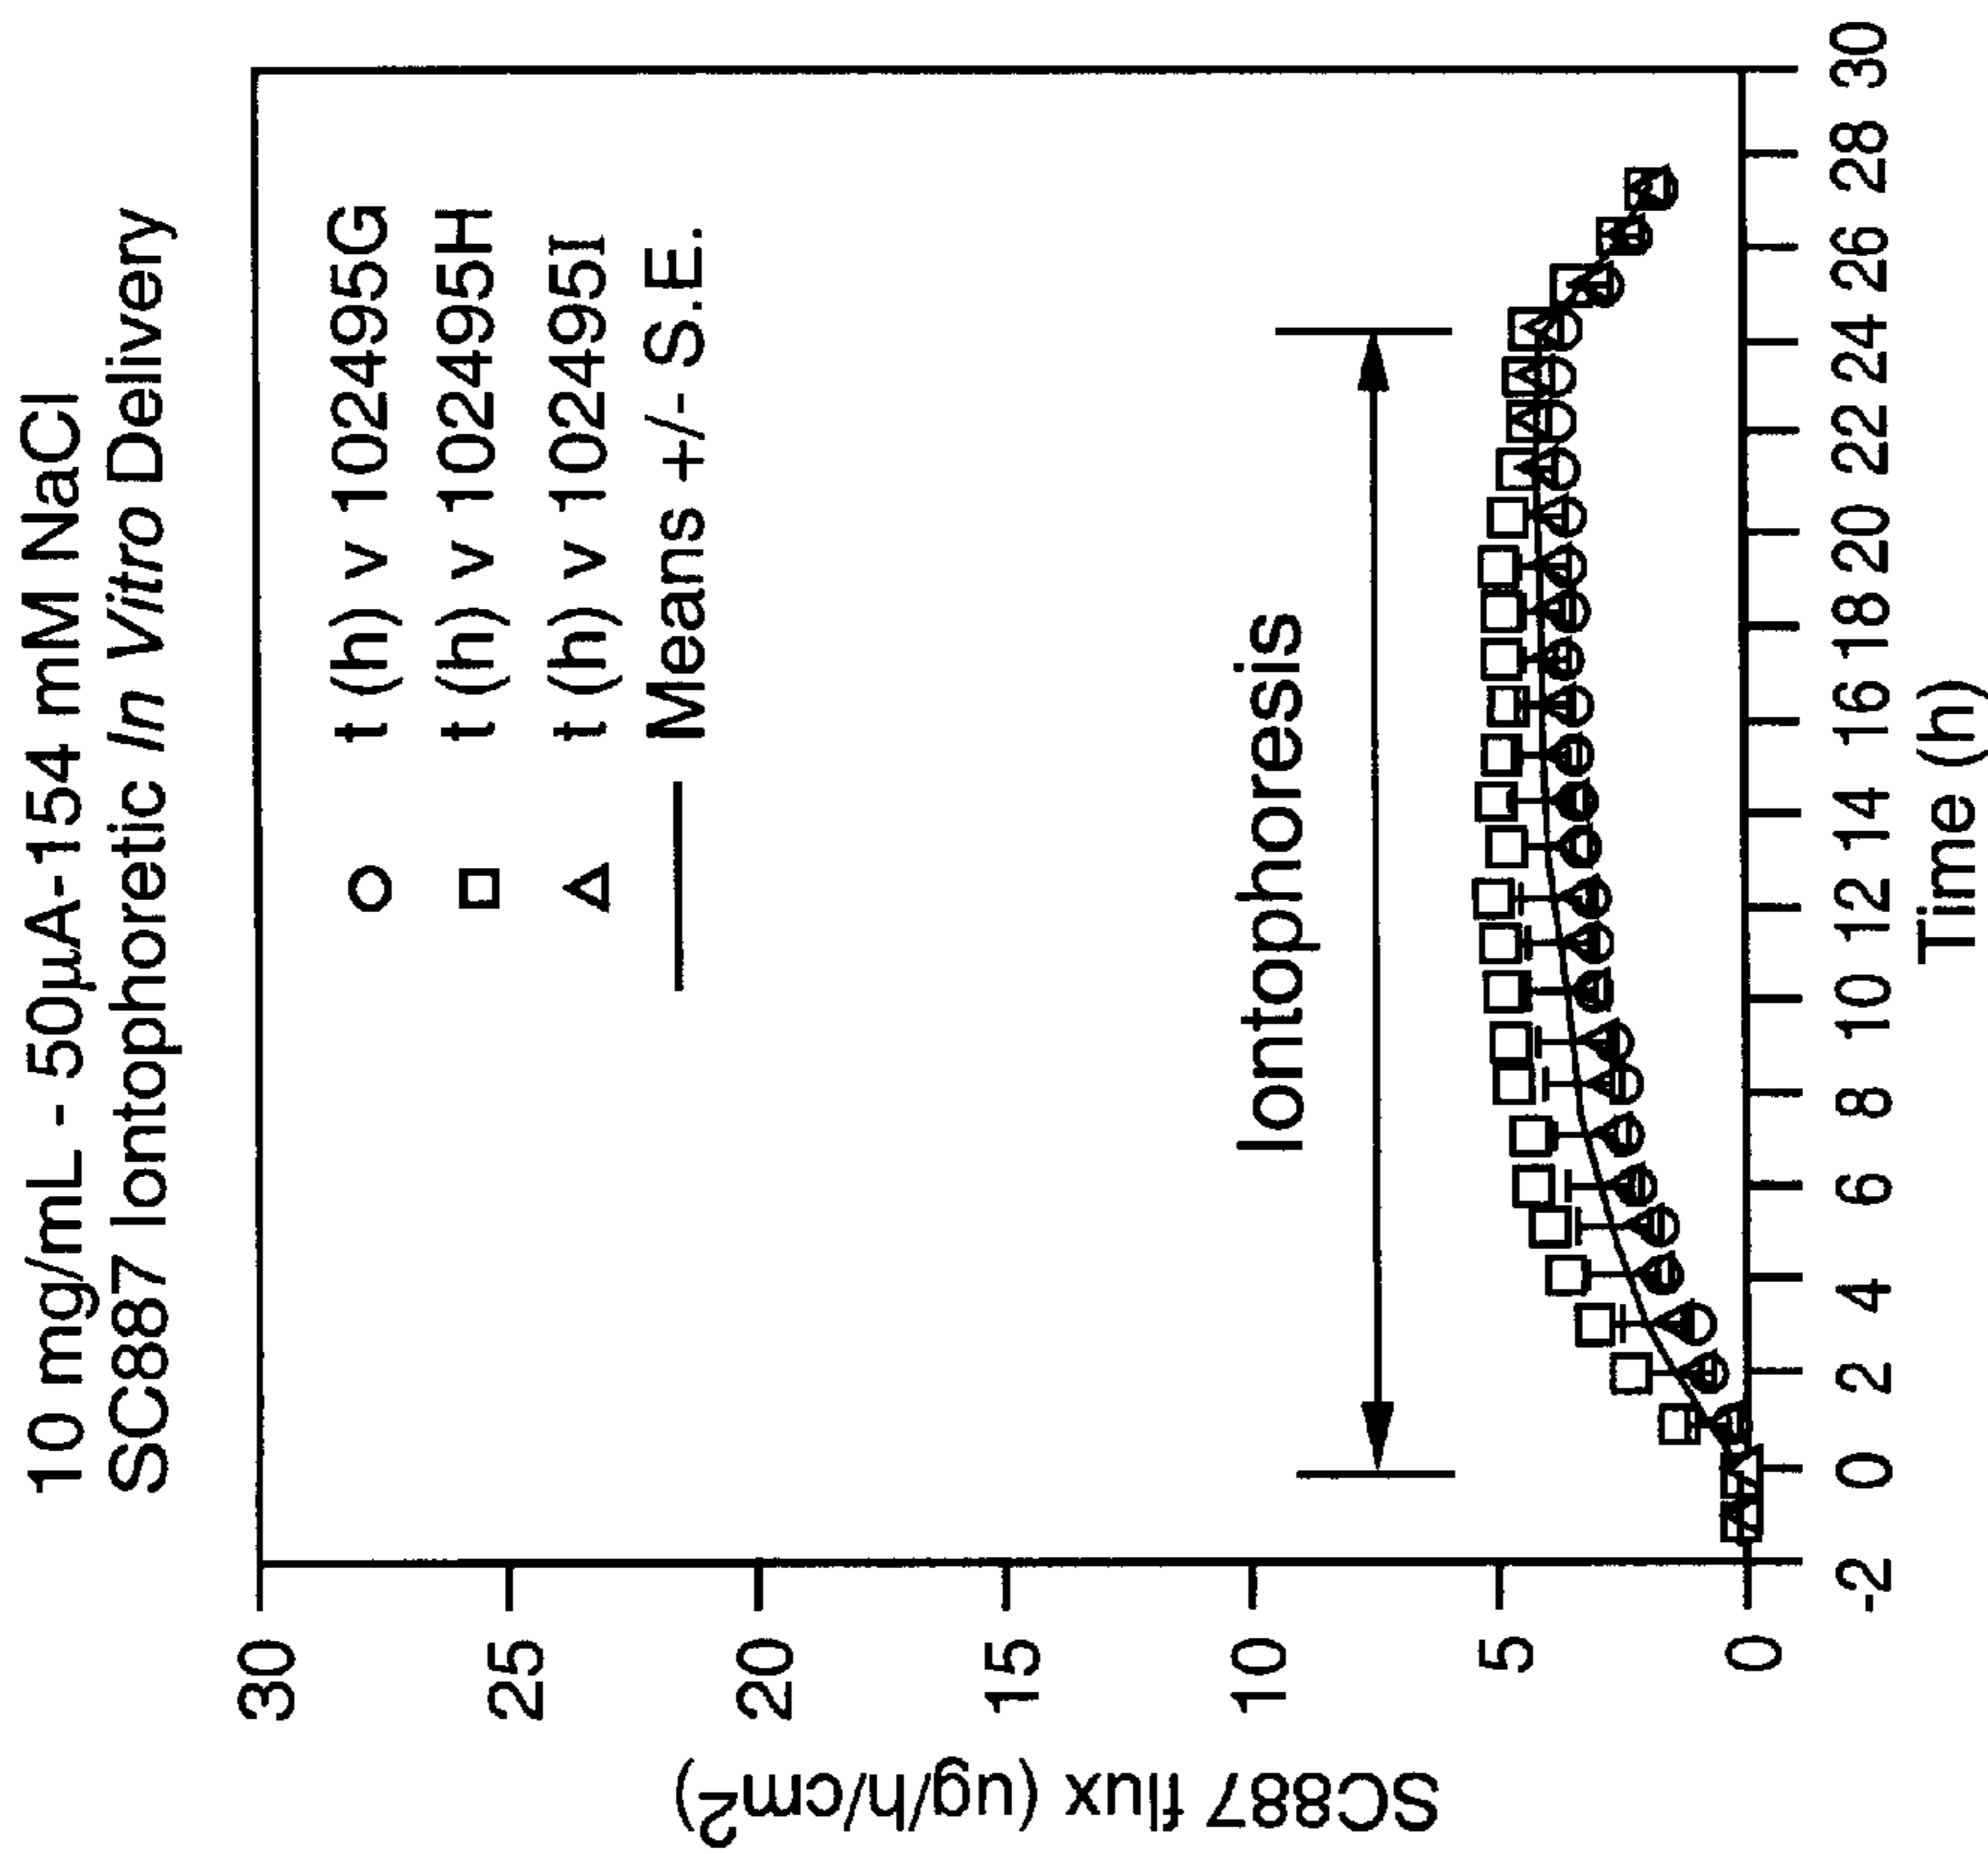 10 mg/mL - 50µA-154 mM NaCl
SC887 Iontophoretic In Vitro Delivery
t (h) v 102495G
t (h) v 102495H
t (h) v 102495I
Means +/- S.E.
Iontophoresis
30
25
20
15
10
5
0
SC887 flux (ug/h/cm2)
-2 0 2 4 6 8 10 12 14 16 18 20 22 24 26 28 30
Time (h)